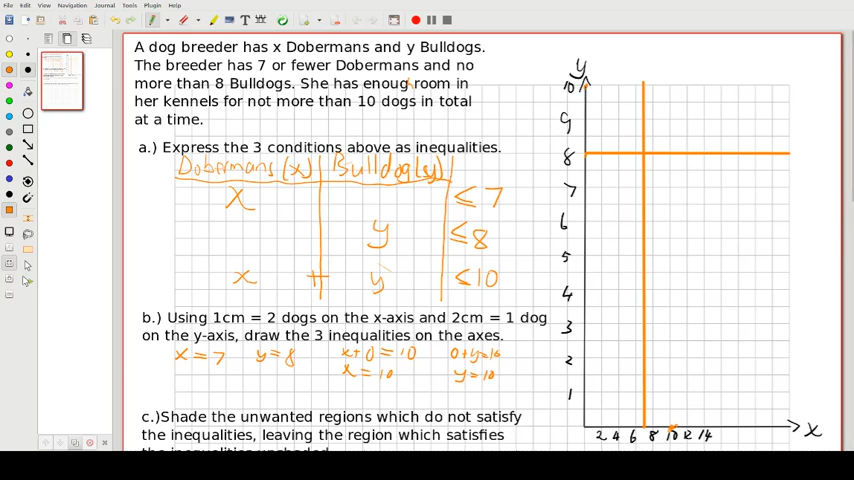 File Edit View Navigation Journal Tools Plugin Help
A dog breeder has x Dobermans and y Bulldogs.
The breeder has 7 or fewer Dobermans and no
more than 8 Bulldogs. She has enough room in
her kennels for not more than 10 dogs in total
at a time.
a.) Express the 3 conditions above as inequalities.
Dobermans (x) Bulldog (y)
x ≤ 7
y ≤ 8
x + y ≤ 10
b.) Using 1cm = 2 dogs on the x-axis and 2cm = 1 dog
on the y-axis, draw the 3 inequalities on the axes.
x = 7 y = 8 x + 0 = 10 0 + y = 10
x = 10 y = 10
c.)Shade the unwanted regions which do not satisfy
the inequalities, leaving the region which satisfies
the inequalities unshaded.
y
10
9
8
7
6
5
4
3
2
1
2 4 6 8 10 12 14 x